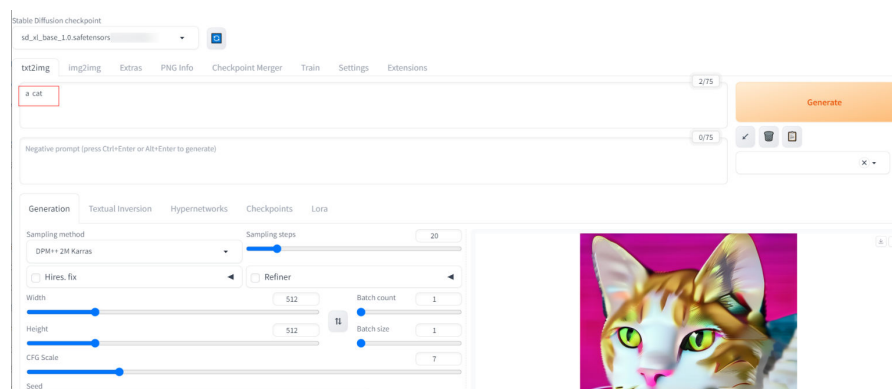 Stable Diffusion checkpoint
sd_xl_base_1.0.safetensors
txt2img img2img Extras PNG Info Checkpoint Merger Train Settings Extensions
2/75
a cat
Generate
0/75
Negative prompt (press Ctrl+Enter or Alt+Enter to generate)
Generation Textual Inversion Hypernetworks Checkpoints Lora
Sampling method Sampling steps 20
DPM++ 2M Karras
Hires. fix Refiner
Width 512 Batch count 1
Height 512 Batch size 1
CFG Scale 7
Seed